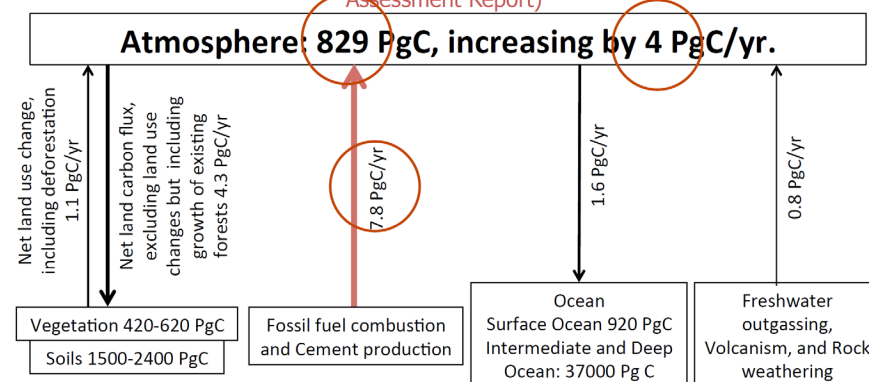 Assessment Report)
Atmosphere: 829 PgC, increasing by 4 PgC/yr.
Net land use change,
including deforestation
1.1 PgC/yr
Net land carbon flux,
excluding land use
changes but including
growth of existing
forests 4.3 PgC/yr
7.8 PgC/yr
1.6 PgC/yr
0.8 PgC/yr
Vegetation 420-620 PgC
Soils 1500-2400 PgC
Fossil fuel combustion
and Cement production
Ocean
Surface Ocean 920 PgC
Intermediate and Deep
Ocean: 37000 Pg C
Freshwater
outgassing,
Volcanism, and Rock
weathering